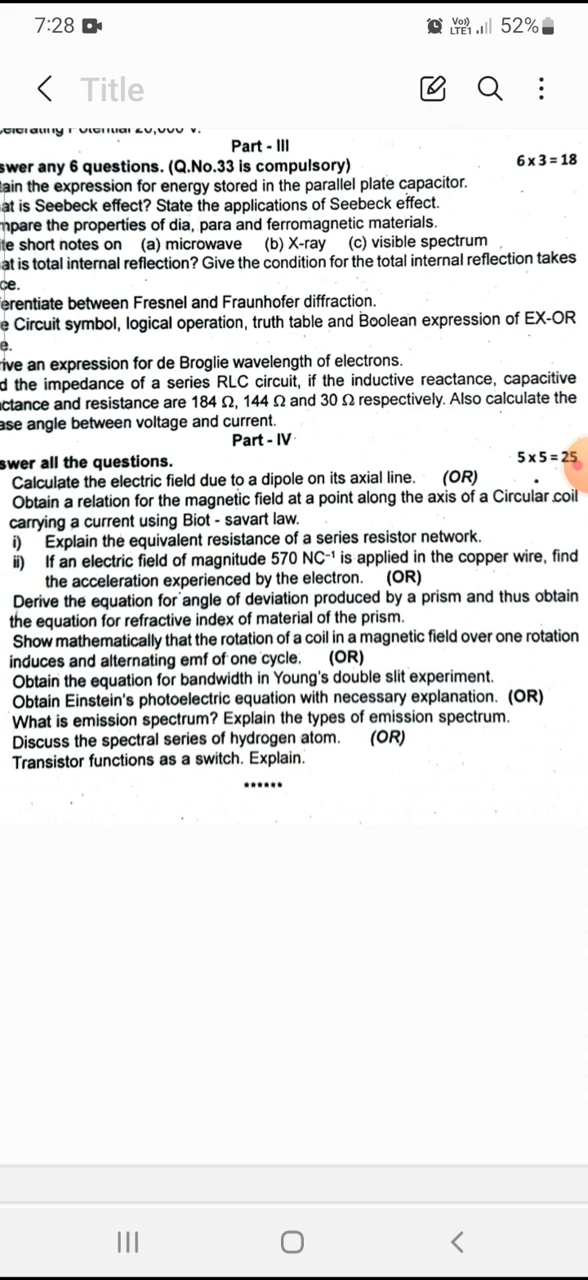 7:28
Vo)) LTE1 52%
Title
Part - III
swer any 6 questions. (Q.No.33 is compulsory) 6 x 3 = 18
tain the expression for energy stored in the parallel plate capacitor.
at is Seebeck effect? State the applications of Seebeck effect.
mpare the properties of dia, para and ferromagnetic materials.
ite short notes on (a) microwave (b) X-ray (c) visible spectrum
at is total internal reflection? Give the condition for the total internal reflection takes
ce.
erentiate between Fresnel and Fraunhofer diffraction.
e Circuit symbol, logical operation, truth table and Boolean expression of EX-OR
e.
rive an expression for de Broglie wavelength of electrons.
d the impedance of a series RLC circuit, if the inductive reactance, capacitive
actance and resistance are 184 Ω, 144 Ω and 30 Ω respectively. Also calculate the
ase angle between voltage and current.
Part - IV
swer all the questions. 5 x 5 = 25
Calculate the electric field due to a dipole on its axial line. (OR)
Obtain a relation for the magnetic field at a point along the axis of a Circular coil
carrying a current using Biot - savart law.
i) Explain the equivalent resistance of a series resistor network.
ii) If an electric field of magnitude 570 NC⁻¹ is applied in the copper wire, find
the acceleration experienced by the electron. (OR)
Derive the equation for angle of deviation produced by a prism and thus obtain
the equation for refractive index of material of the prism.
Show mathematically that the rotation of a coil in a magnetic field over one rotation
induces and alternating emf of one cycle. (OR)
Obtain the equation for bandwidth in Young's double slit experiment.
Obtain Einstein's photoelectric equation with necessary explanation. (OR)
What is emission spectrum? Explain the types of emission spectrum.
Discuss the spectral series of hydrogen atom. (OR)
Transistor functions as a switch. Explain.
******